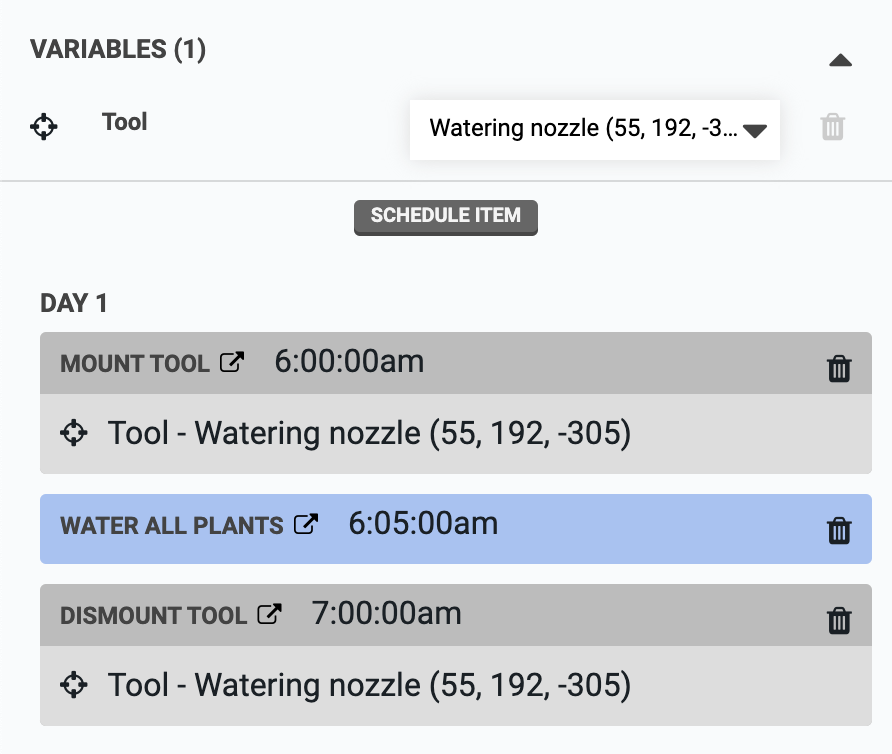 VARIABLES (1)
Tool
Watering nozzle (55, 192, -3...
SCHEDULE ITEM
DAY 1
MOUNT TOOL 6:00:00am
Tool - Watering nozzle (55, 192, -305)
WATER ALL PLANTS 6:05:00am
DISMOUNT TOOL 7:00:00am
Tool - Watering nozzle (55, 192, -305)